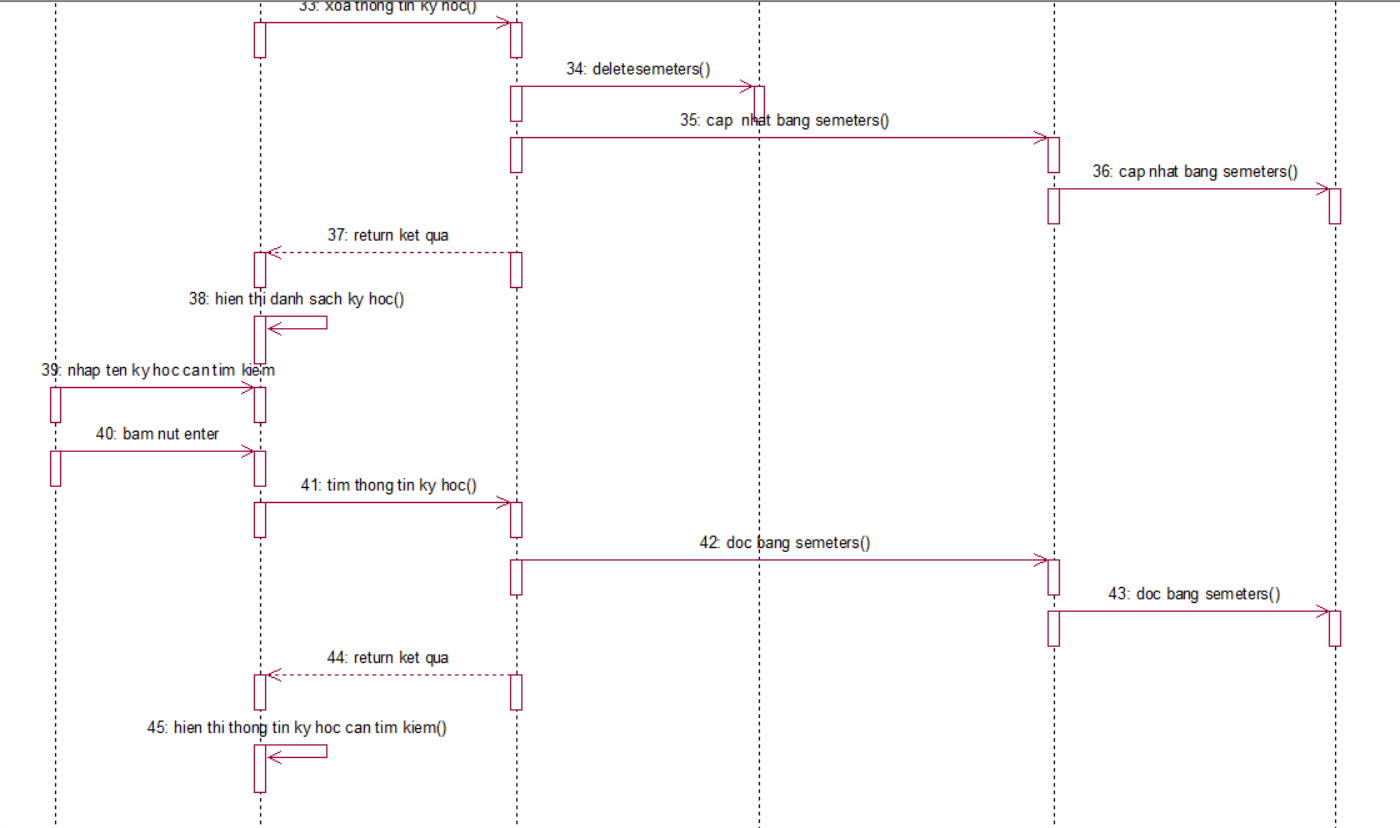 33: xoa thong tin ky hoc()
34: deletesemeters()
35: cap nhat bang semeters()
36: cap nhat bang semeters()
37: return ket qua
38: hien thi danh sach ky hoc()
39: nhap ten ky hoc can tim kiem
40: bam nut enter
41: tim thong tin ky hoc()
42: doc bang semeters()
43: doc bang semeters()
44: return ket qua
45: hien thi thong tin ky hoc can tim kiem()